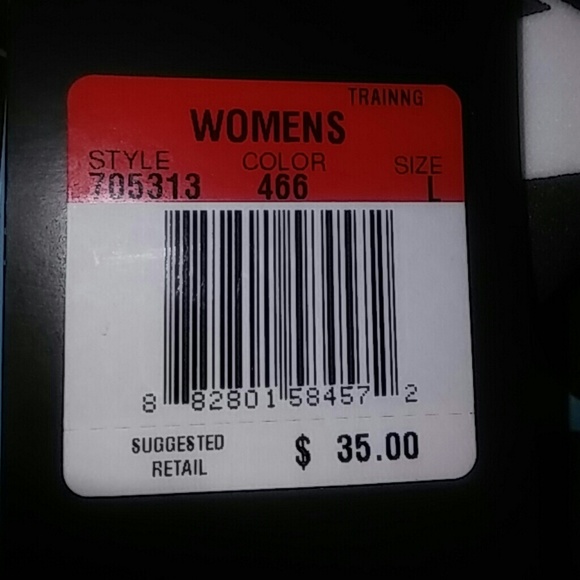 TRAINNG
WOMENS
STYLE COLOR SIZE
705313 466 L
8 82801 58457 2
SUGGESTED RETAIL $ 35.00